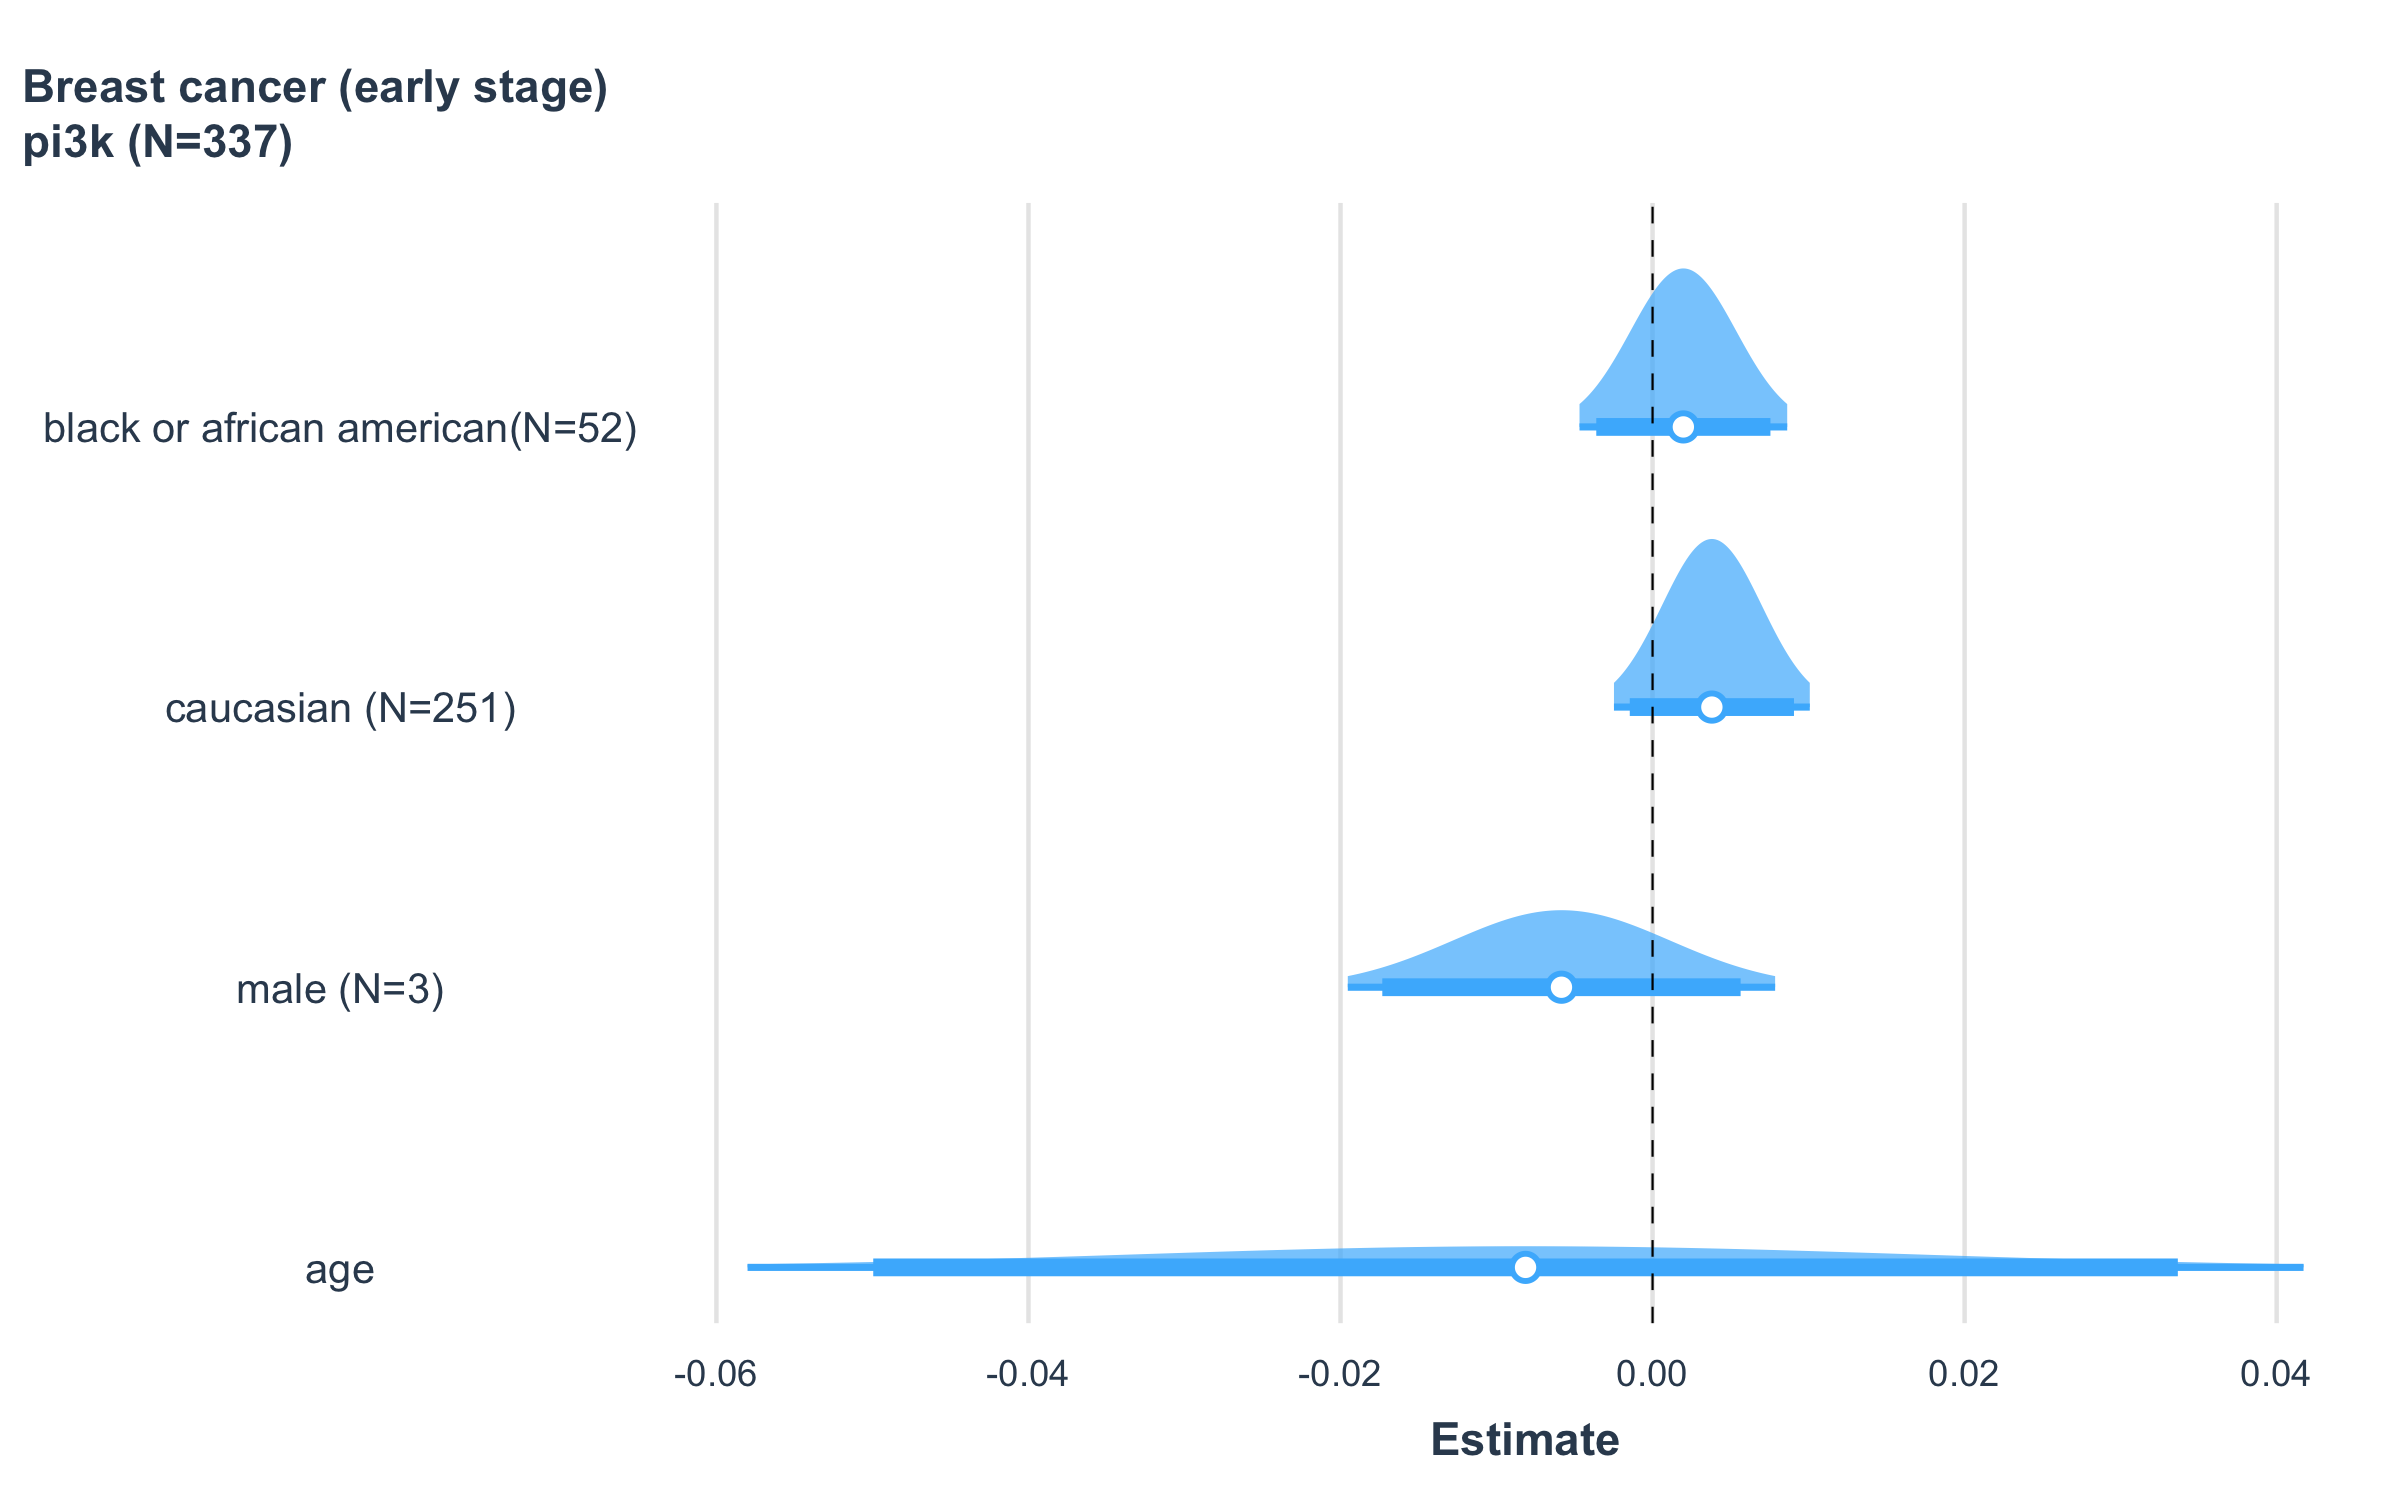 Breast cancer (early stage)
pi3k (N=337)
black or african american(N=52)
caucasian (N=251)
male (N=3)
age
-0.06 -0.04 -0.02 0.00 0.02 0.04
Estimate